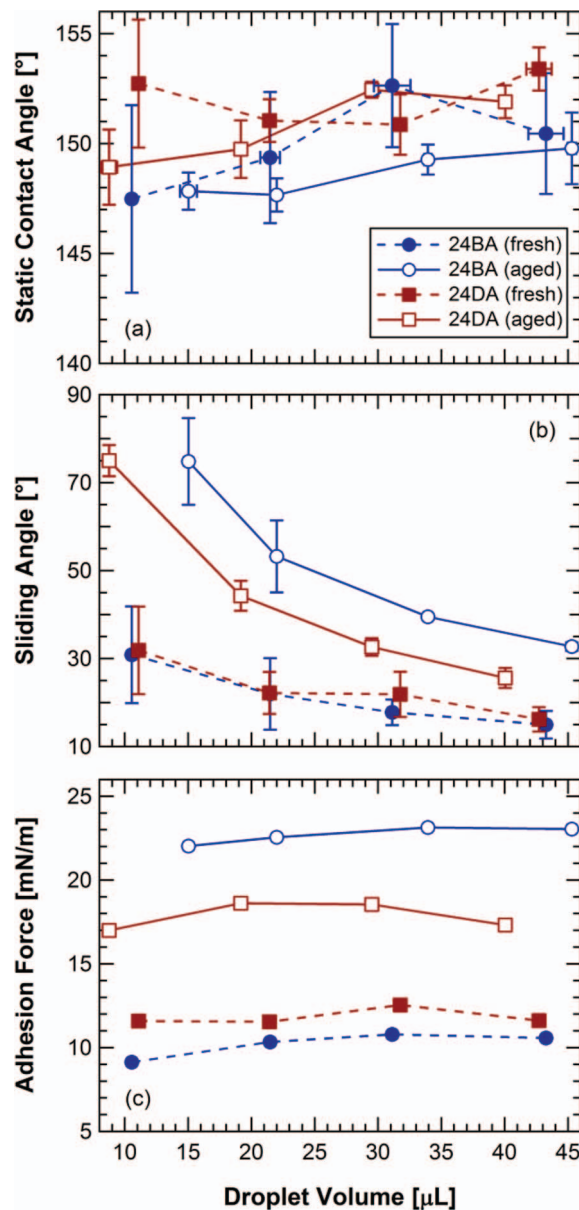 155
150
145
140
Static Contact Angle [°]
(a)
24BA (fresh)
24BA (aged)
24DA (fresh)
24DA (aged)
90
70
50
30
10
Sliding Angle [°]
(b)
25
20
15
10
5
Adhesion Force [mN/m]
(c)
10 15 20 25 30 35 40 45
Droplet Volume [μL]